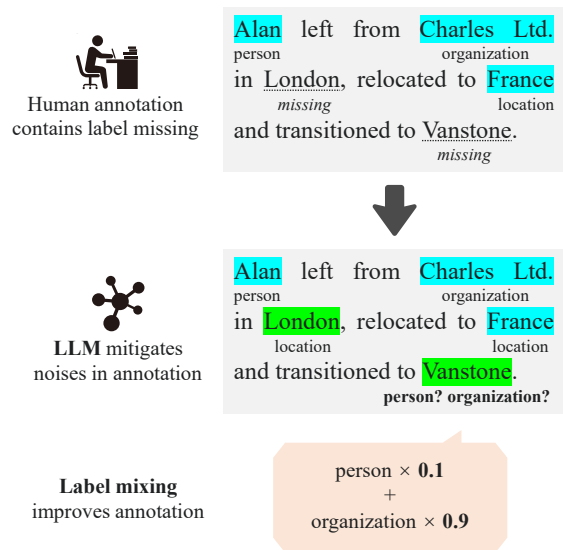 Alan left from Charles Ltd.
person organization
Human annotation
contains label missing
in London, relocated to France
missing location
and transitioned to Vanstone.
missing
Alan left from Charles Ltd.
person organization
in London, relocated to France
location location
LLM mitigates
noises in annotation
and transitioned to Vanstone.
person? organization?
Label mixing
improves annotation
person × 0.1
+
organization × 0.9